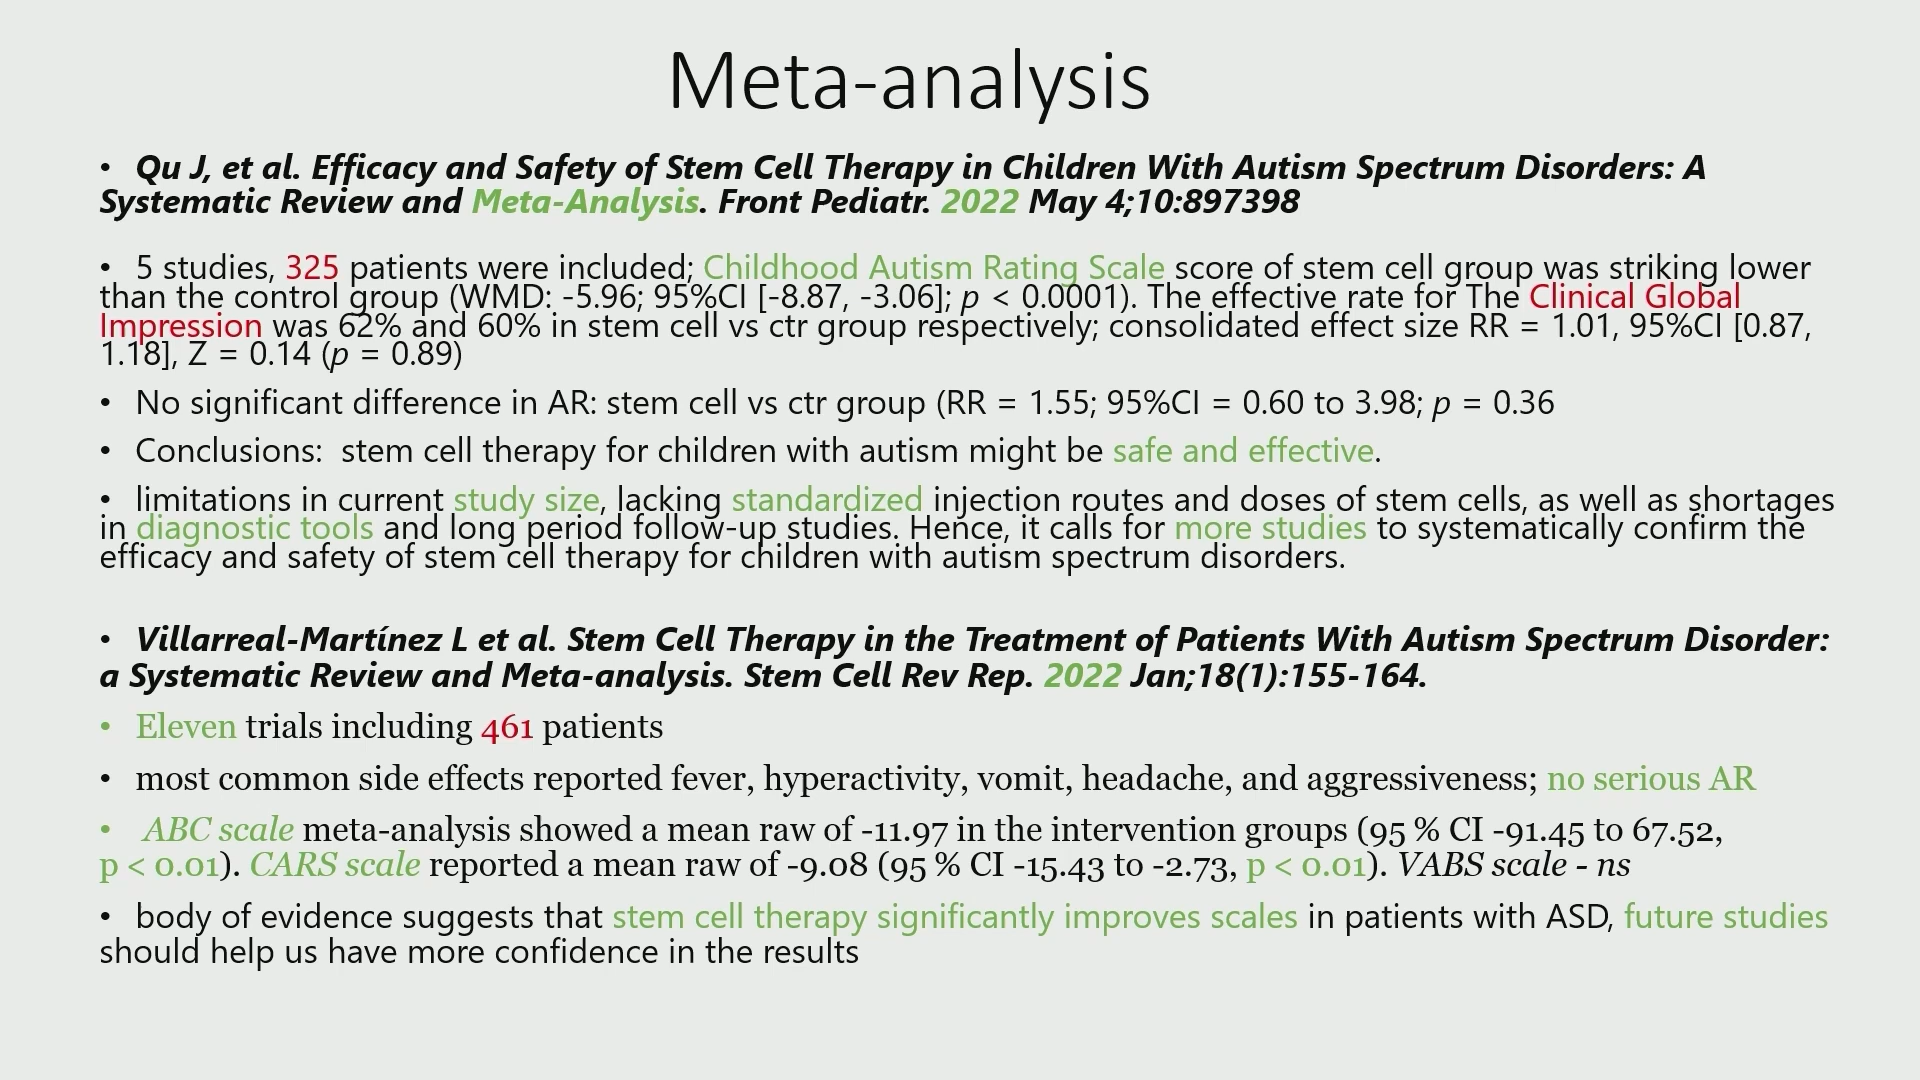 Meta-analysis
• Qu J, et al. Efficacy and Safety of Stem Cell Therapy in Children With Autism Spectrum Disorders: A
Systematic Review and Meta-Analysis. Front Pediatr. 2022 May 4;10:897398
• 5 studies, 325 patients were included; Childhood Autism Rating Scale score of stem cell group was striking lower
than the control group (WMD: -5.96; 95%CI [-8.87, -3.06]; p < 0.0001). The effective rate for The Clinical Global
Impression was 62% and 60% in stem cell vs ctr group respectively; consolidated effect size RR = 1.01, 95%CI [0.87,
1.18], Z = 0.14 (p = 0.89)
• No significant difference in AR: stem cell vs ctr group (RR = 1.55; 95%CI = 0.60 to 3.98; p = 0.36
• Conclusions: stem cell therapy for children with autism might be safe and effective.
• limitations in current study size, lacking standardized injection routes and doses of stem cells, as well as shortages
in diagnostic tools and long period follow-up studies. Hence, it calls for more studies to systematically confirm the
efficacy and safety of stem cell therapy for children with autism spectrum disorders.
• Villarreal-Martínez L et al. Stem Cell Therapy in the Treatment of Patients With Autism Spectrum Disorder:
a Systematic Review and Meta-analysis. Stem Cell Rev Rep. 2022 Jan;18(1):155-164.
• Eleven trials including 461 patients
• most common side effects reported fever, hyperactivity, vomit, headache, and aggressiveness; no serious AR
• ABC scale meta-analysis showed a mean raw of -11.97 in the intervention groups (95 % CI -91.45 to 67.52,
p < 0.01). CARS scale reported a mean raw of -9.08 (95 % CI -15.43 to -2.73, p < 0.01). VABS scale - ns
• body of evidence suggests that stem cell therapy significantly improves scales in patients with ASD, future studies
should help us have more confidence in the results